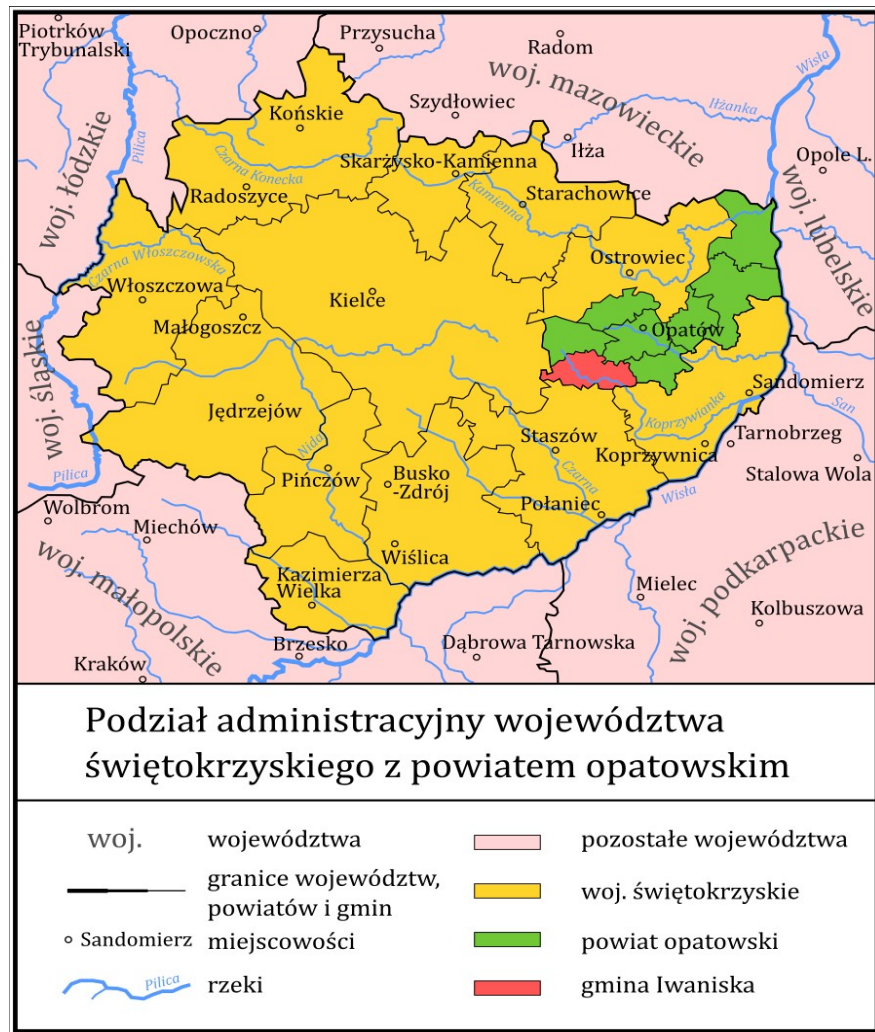 Piotrków
Trybunalski
Opoczno
Przysucha
Radom
Wisła
woj. mazowieckie
Szydłowiec
Iłżanka
Końskie
Pilica
woj. łódzkie
Czarna Konecka
Skarżysko-Kamienna
Iłża
Opole L.
Radoszyce
Kamienna
Starachowice
woj. lubelskie
Czarna Włoszczowska
Ostrowiec
Włoszczowa
Kielce
Małogoszcz
Opatów
woj. śląskie
Jędrzejów
Nida
Sandomierz
Koprzywianka
San
Staszów
Koprzywnica
Tarnobrzeg
Pilica
Pińczów
Busko
-Zdrój
Czarna
Stalowa Wola
Wisła
Wolbrom
Połaniec
Miechów
Wiślica
woj. małopolskie
Kazimierza
Wielka
Mielec
woj. podkarpackie
Kolbuszowa
Brzesko
Dąbrowa Tarnowska
Kraków
Podział administracyjny województwa
świętokrzyskiego z powiatem opatowskim
woj. województwa
granice województw,
powiatów i gmin
Sandomierz miejscowości
Pilica rzeki
pozostałe województwa
woj. świętokrzyskie
powiat opatowski
gmina Iwaniska